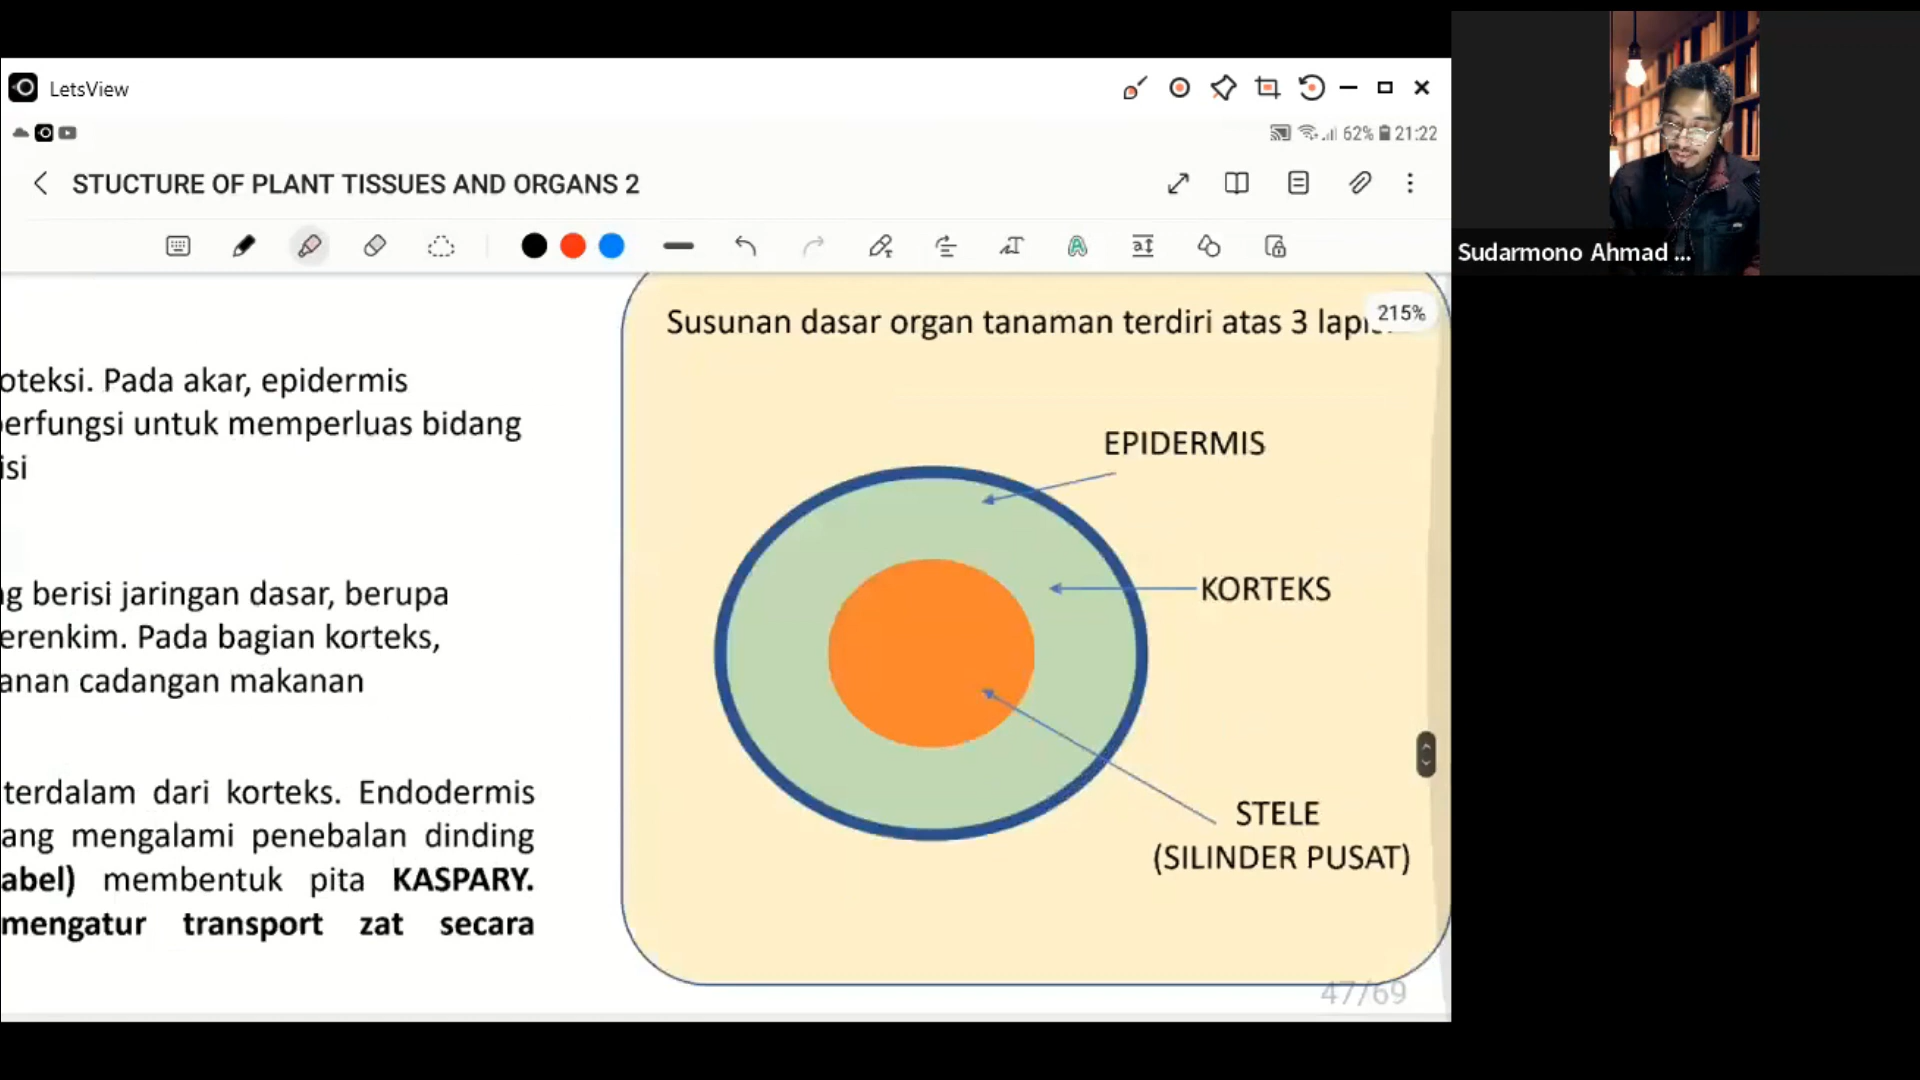 LetsView
62% 21:22
STUCTURE OF PLANT TISSUES AND ORGANS 2
Sudarmono Ahmad ...
Susunan dasar organ tanaman terdiri atas 3
215%
oteksi. Pada akar, epidermis
berfungsi untuk memperluas bidang
isi
ng berisi jaringan dasar, berupa
erenkim. Pada bagian korteks,
anan cadangan makanan
terdalam dari korteks. Endodermis
ang mengalami penebalan dinding
abel) membentuk pita KASPARY.
mengatur transport zat secara
EPIDERMIS
KORTEKS
STELE
(SILINDER PUSAT)
47/69